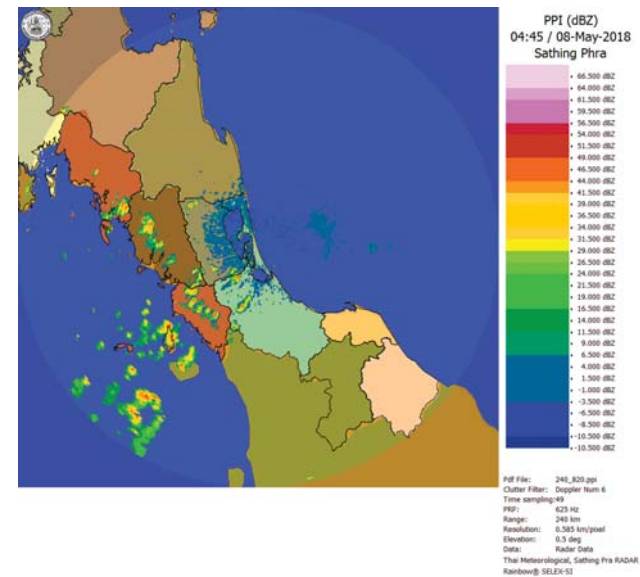 PPI (dBZ)
04:45 / 08-May-2018
Sathing Phra
66.500 dBZ
64.000 dBZ
61.500 dBZ
59.500 dBZ
56.500 dBZ
54.000 dBZ
51.500 dBZ
49.000 dBZ
46.500 dBZ
44.000 dBZ
41.500 dBZ
39.000 dBZ
36.500 dBZ
34.000 dBZ
31.500 dBZ
29.000 dBZ
26.500 dBZ
24.000 dBZ
21.500 dBZ
16.500 dBZ
14.000 dBZ
11.500 dBZ
9.000 dBZ
6.500 dBZ
4.000 dBZ
1.500 dBZ
-1.000 dBZ
-3.500 dBZ
-6.500 dBZ
-8.500 dBZ
-10.500 dBZ
-10.500 dBZ
Pdf File: 240_820.ppi
Clutter Filter: Doppler Num 6
Time sampling:49
PRF: 625 Hz
Range: 240 km
Resolution: 0.585 km/pixel
Elevation: 0.5 deg
Data: Radar Data
Thai Meteorological, Sathing Pra RADAR
Rainbow® SELEX-SI